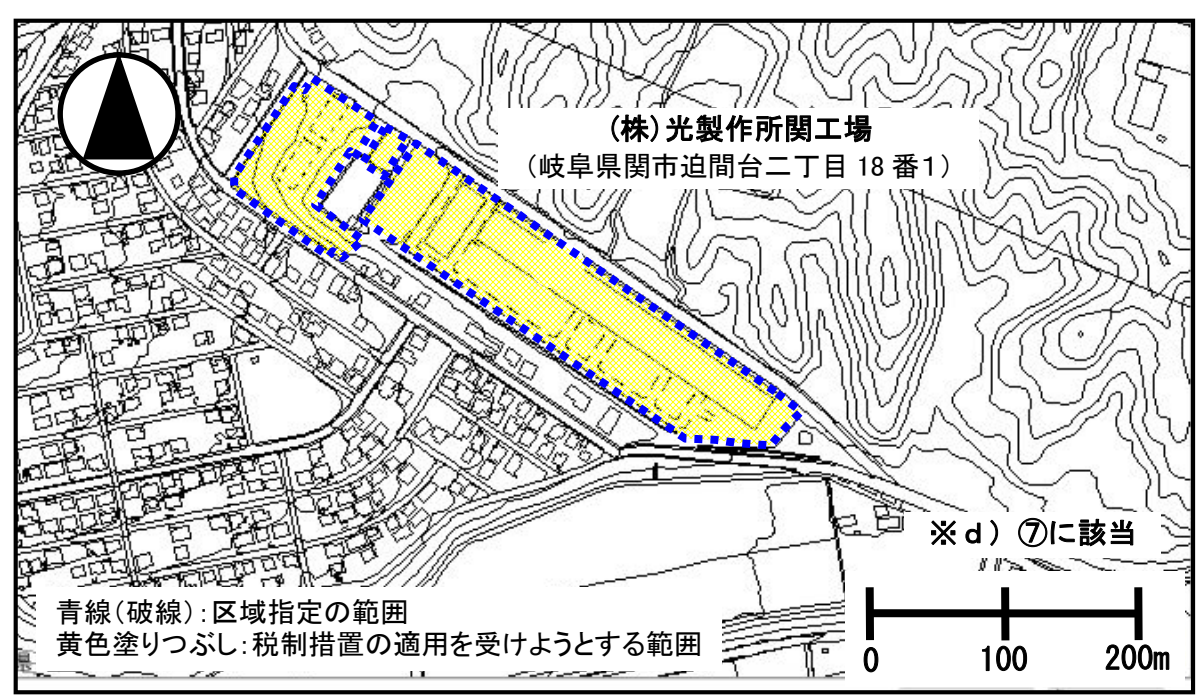 (株)光製作所関工場
(岐阜県関市迫間台二丁目 18 番1)
※d) ⑦に該当
青線(破線):区域指定の範囲
黄色塗りつぶし:税制措置の適用を受けようとする範囲
0 100 200m